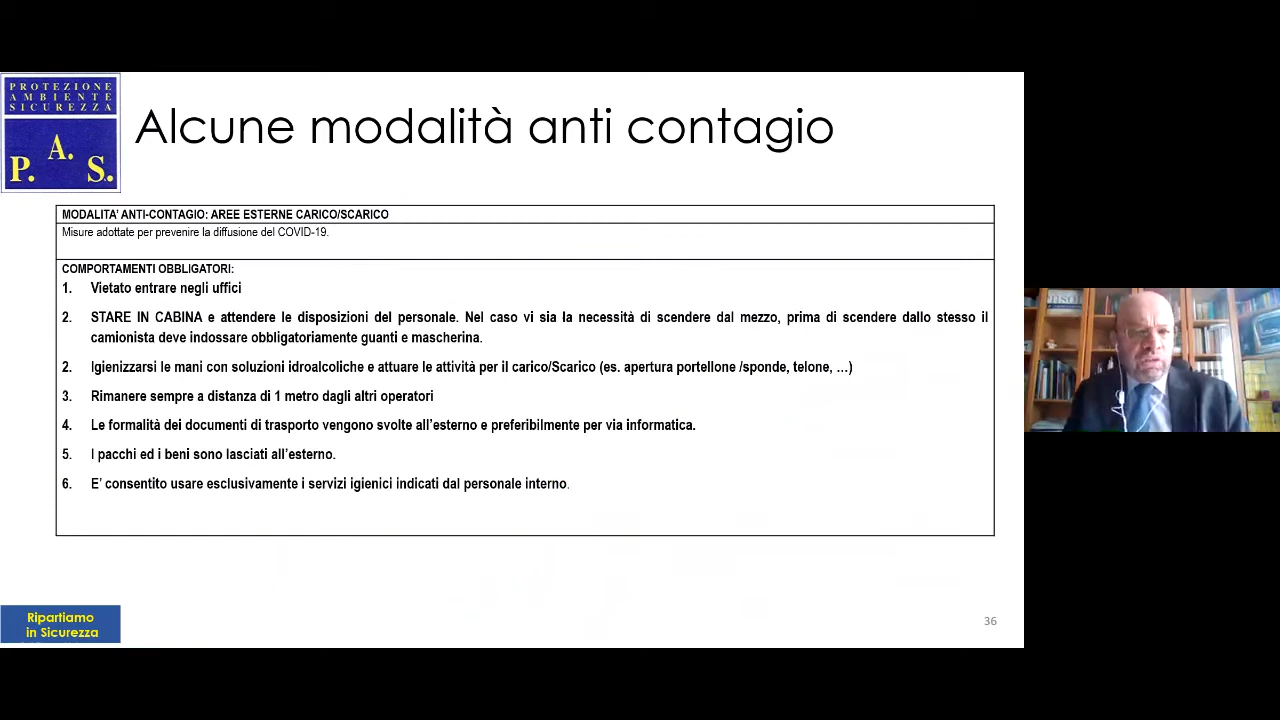 PROTEZIONE
AMBIENTE
SICUREZZA
P. A. S.
Alcune modalità anti contagio
MODALITA' ANTI-CONTAGIO: AREE ESTERNE CARICO/SCARICO
Misure adottate per prevenire la diffusione del COVID-19.
COMPORTAMENTI OBBLIGATORI:
1. Vietato entrare negli uffici
2. STARE IN CABINA e attendere le disposizioni del personale. Nel caso vi sia la necessità di scendere dal mezzo, prima di scendere dallo stesso il
camionista deve indossare obbligatoriamente guanti e mascherina.
2. Igienizzarsi le mani con soluzioni idroalcoliche e attuare le attività per il carico/Scarico (es. apertura portellone /sponde, telone, …)
3. Rimanere sempre a distanza di 1 metro dagli altri operatori
4. Le formalità dei documenti di trasporto vengono svolte all'esterno e preferibilmente per via informatica.
5. I pacchi ed i beni sono lasciati all'esterno.
6. E' consentito usare esclusivamente i servizi igienici indicati dal personale interno.
Ripartiamo
in Sicurezza
36